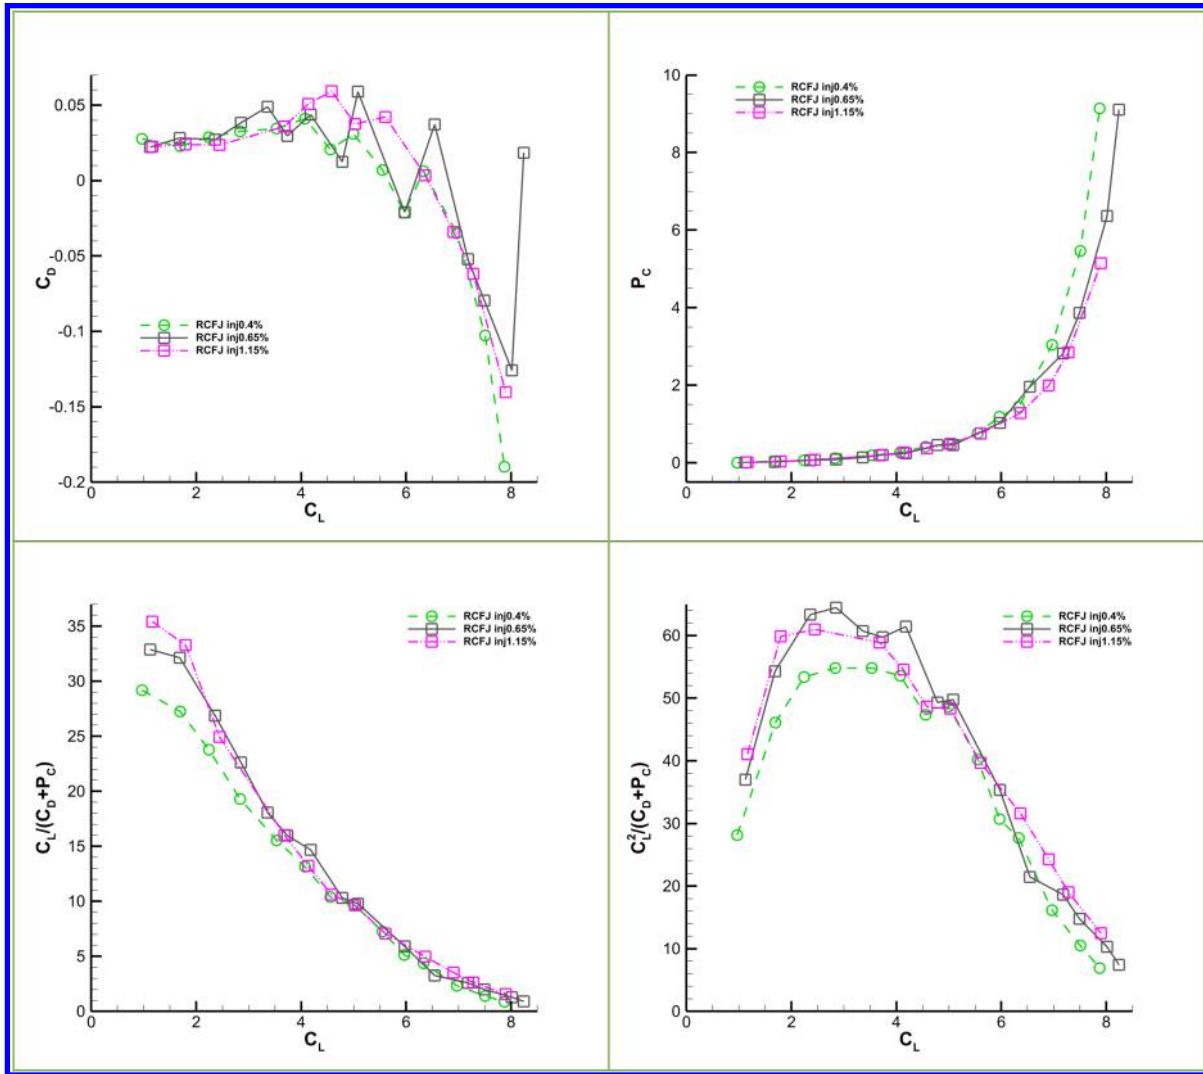 0.05
0
-0.05
-0.1
-0.15
-0.2
C_D
RCFJ inj0.4%
RCFJ inj0.65%
RCFJ inj1.15%
0 2 4 6 8
C_L
10
8
6
4
2
0
P_C
RCFJ inj0.4%
RCFJ inj0.65%
RCFJ inj1.15%
0 2 4 6 8
C_L
35
30
25
20
15
10
5
0
C_L/(C_D+P_C)
RCFJ inj0.4%
RCFJ inj0.65%
RCFJ inj1.15%
0 2 4 6 8
C_L
60
50
40
30
20
10
0
C_L^2/(C_D+P_C)
RCFJ inj0.4%
RCFJ inj0.65%
RCFJ inj1.15%
0 2 4 6 8
C_L